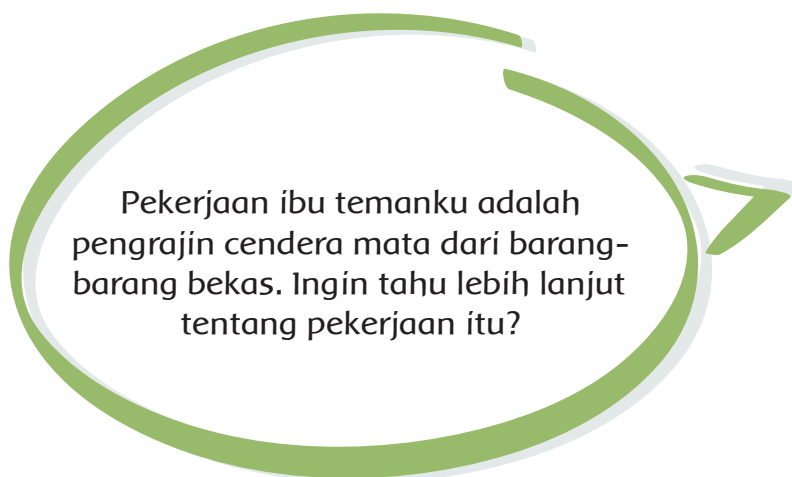 Pekerjaan ibu temanku adalah
pengrajin cendera mata dari barang-
barang bekas. Ingin tahu lebih lanjut
tentang pekerjaan itu?